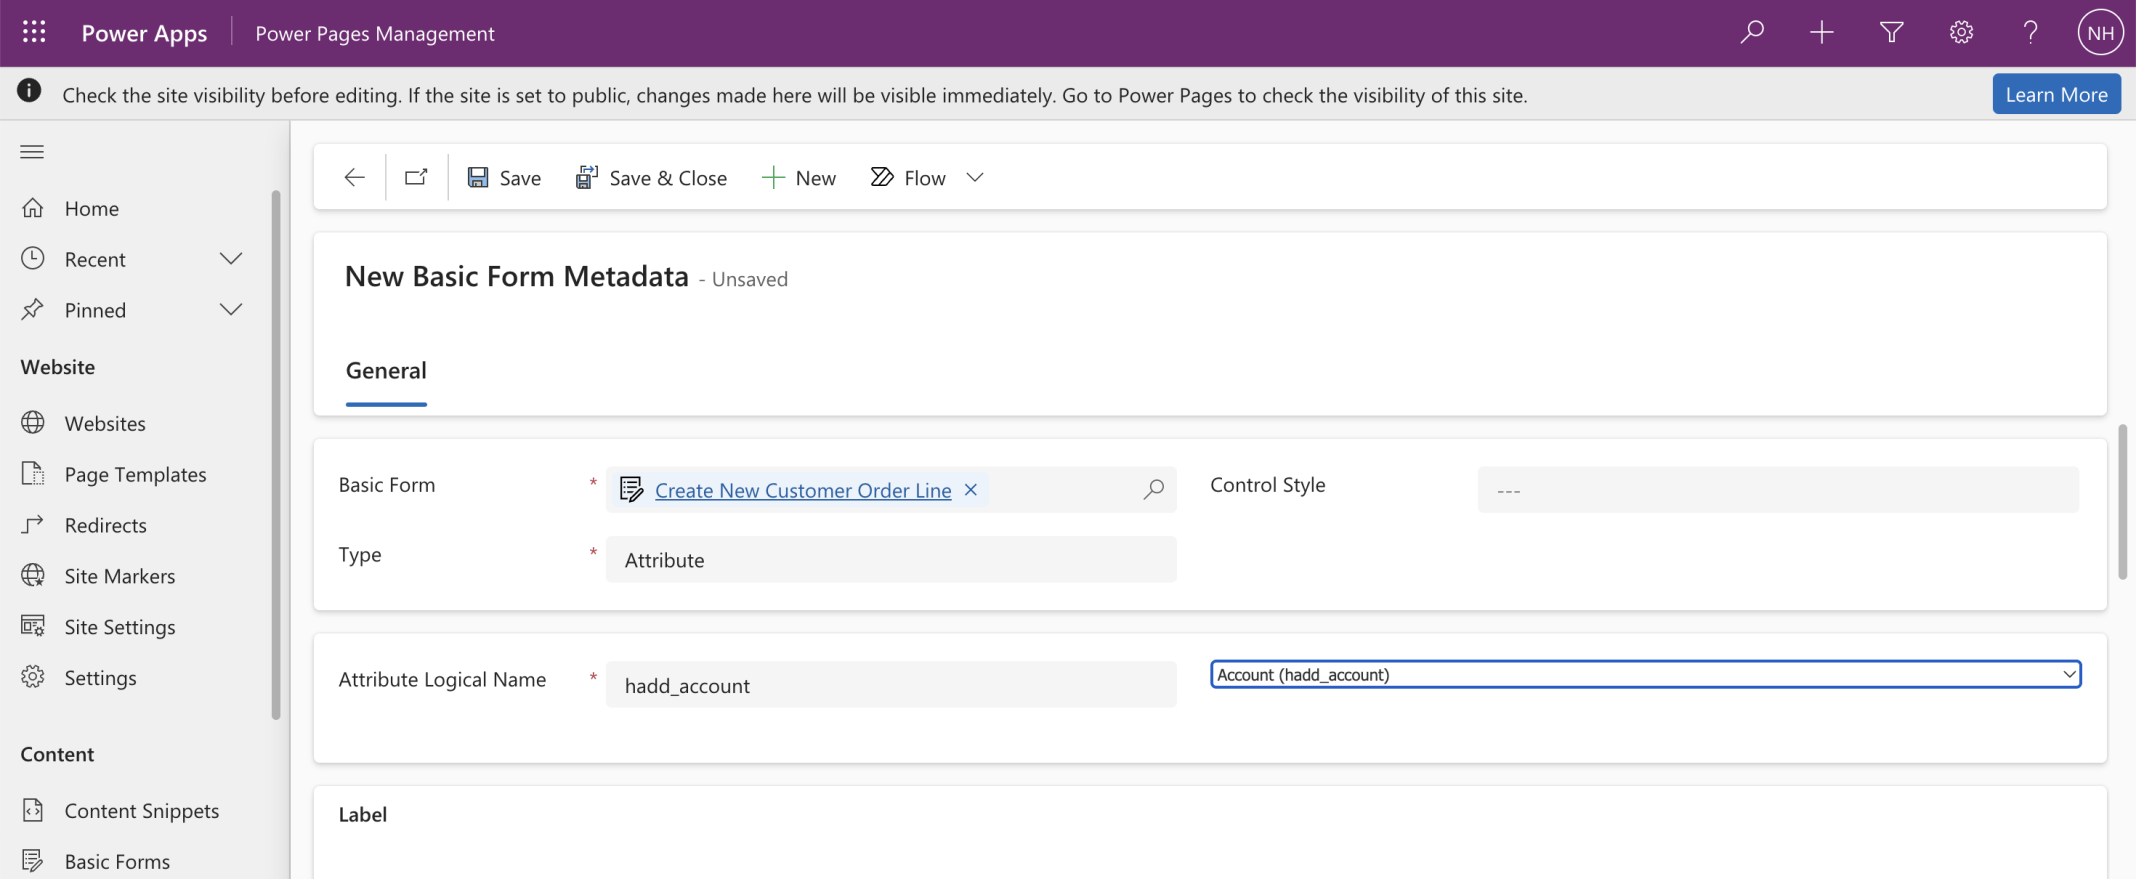 Power Apps
Power Pages Management
NH
Check the site visibility before editing. If the site is set to public, changes made here will be visible immediately. Go to Power Pages to check the visibility of this site.
Learn More
Home
Recent
Pinned
Website
Websites
Page Templates
Redirects
Site Markers
Site Settings
Settings
Content
Content Snippets
Basic Forms
Save
Save & Close
New
Flow
New Basic Form Metadata - Unsaved
General
Basic Form *
Create New Customer Order Line
Control Style
---
Type *
Attribute
Attribute Logical Name *
hadd_account
Account (hadd_account)
Label